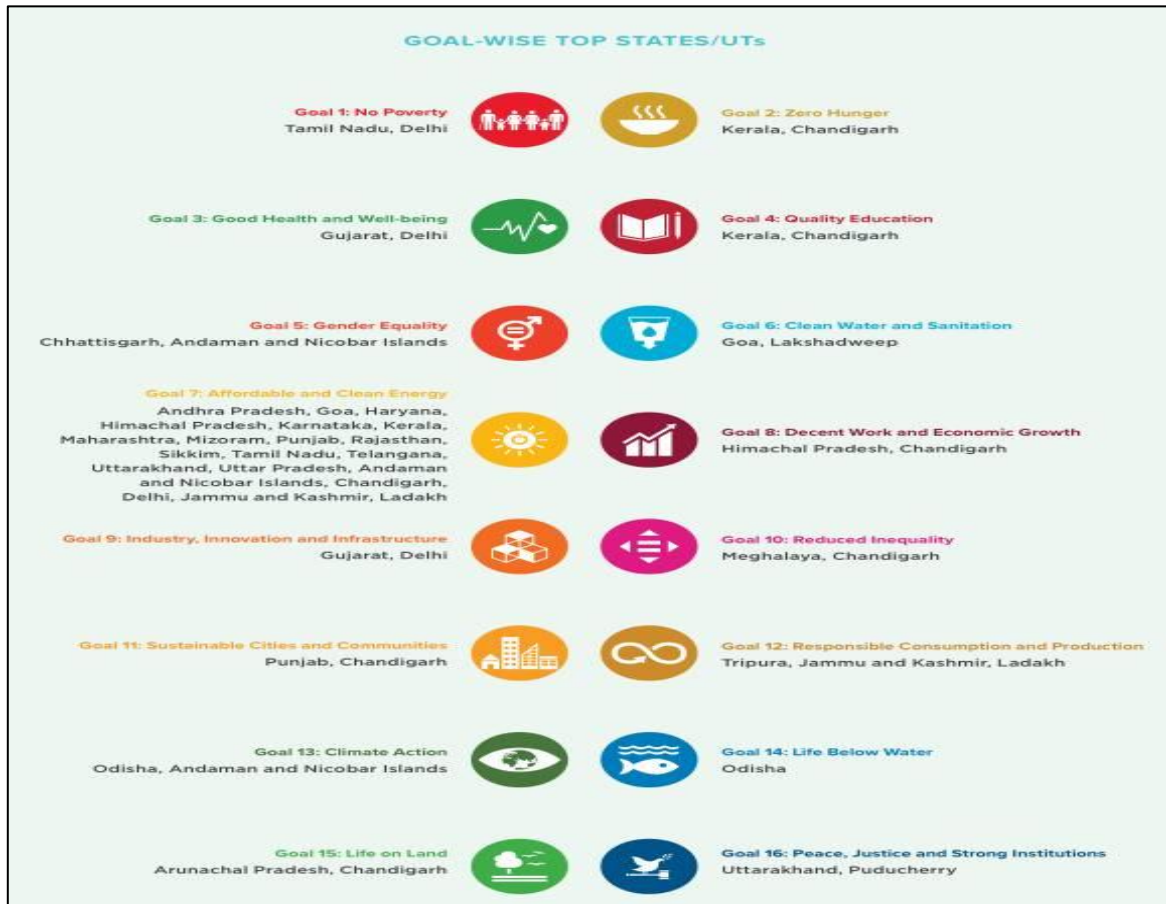 GOAL-WISE TOP STATES/UTs
Goal 1: No Poverty
Tamil Nadu, Delhi
Goal 2: Zero Hunger
Kerala, Chandigarh
Goal 3: Good Health and Well-being
Gujarat, Delhi
Goal 4: Quality Education
Kerala, Chandigarh
Goal 5: Gender Equality
Chhattisgarh, Andaman and Nicobar Islands
Goal 6: Clean Water and Sanitation
Goa, Lakshadweep
Goal 7: Affordable and Clean Energy
Andhra Pradesh, Goa, Haryana,
Himachal Pradesh, Karnataka, Kerala,
Maharashtra, Mizoram, Punjab, Rajasthan,
Sikkim, Tamil Nadu, Telangana,
Uttarakhand, Uttar Pradesh, Andaman
and Nicobar Islands, Chandigarh,
Delhi, Jammu and Kashmir, Ladakh
Goal 8: Decent Work and Economic Growth
Himachal Pradesh, Chandigarh
Goal 9: Industry, Innovation and Infrastructure
Gujarat, Delhi
Goal 10: Reduced Inequality
Meghalaya, Chandigarh
Goal 11: Sustainable Cities and Communities
Punjab, Chandigarh
Goal 12: Responsible Consumption and Production
Tripura, Jammu and Kashmir, Ladakh
Goal 13: Climate Action
Odisha, Andaman and Nicobar Islands
Goal 14: Life Below Water
Odisha
Goal 15: Life on Land
Arunachal Pradesh, Chandigarh
Goal 16: Peace, Justice and Strong Institutions
Uttarakhand, Puducherry